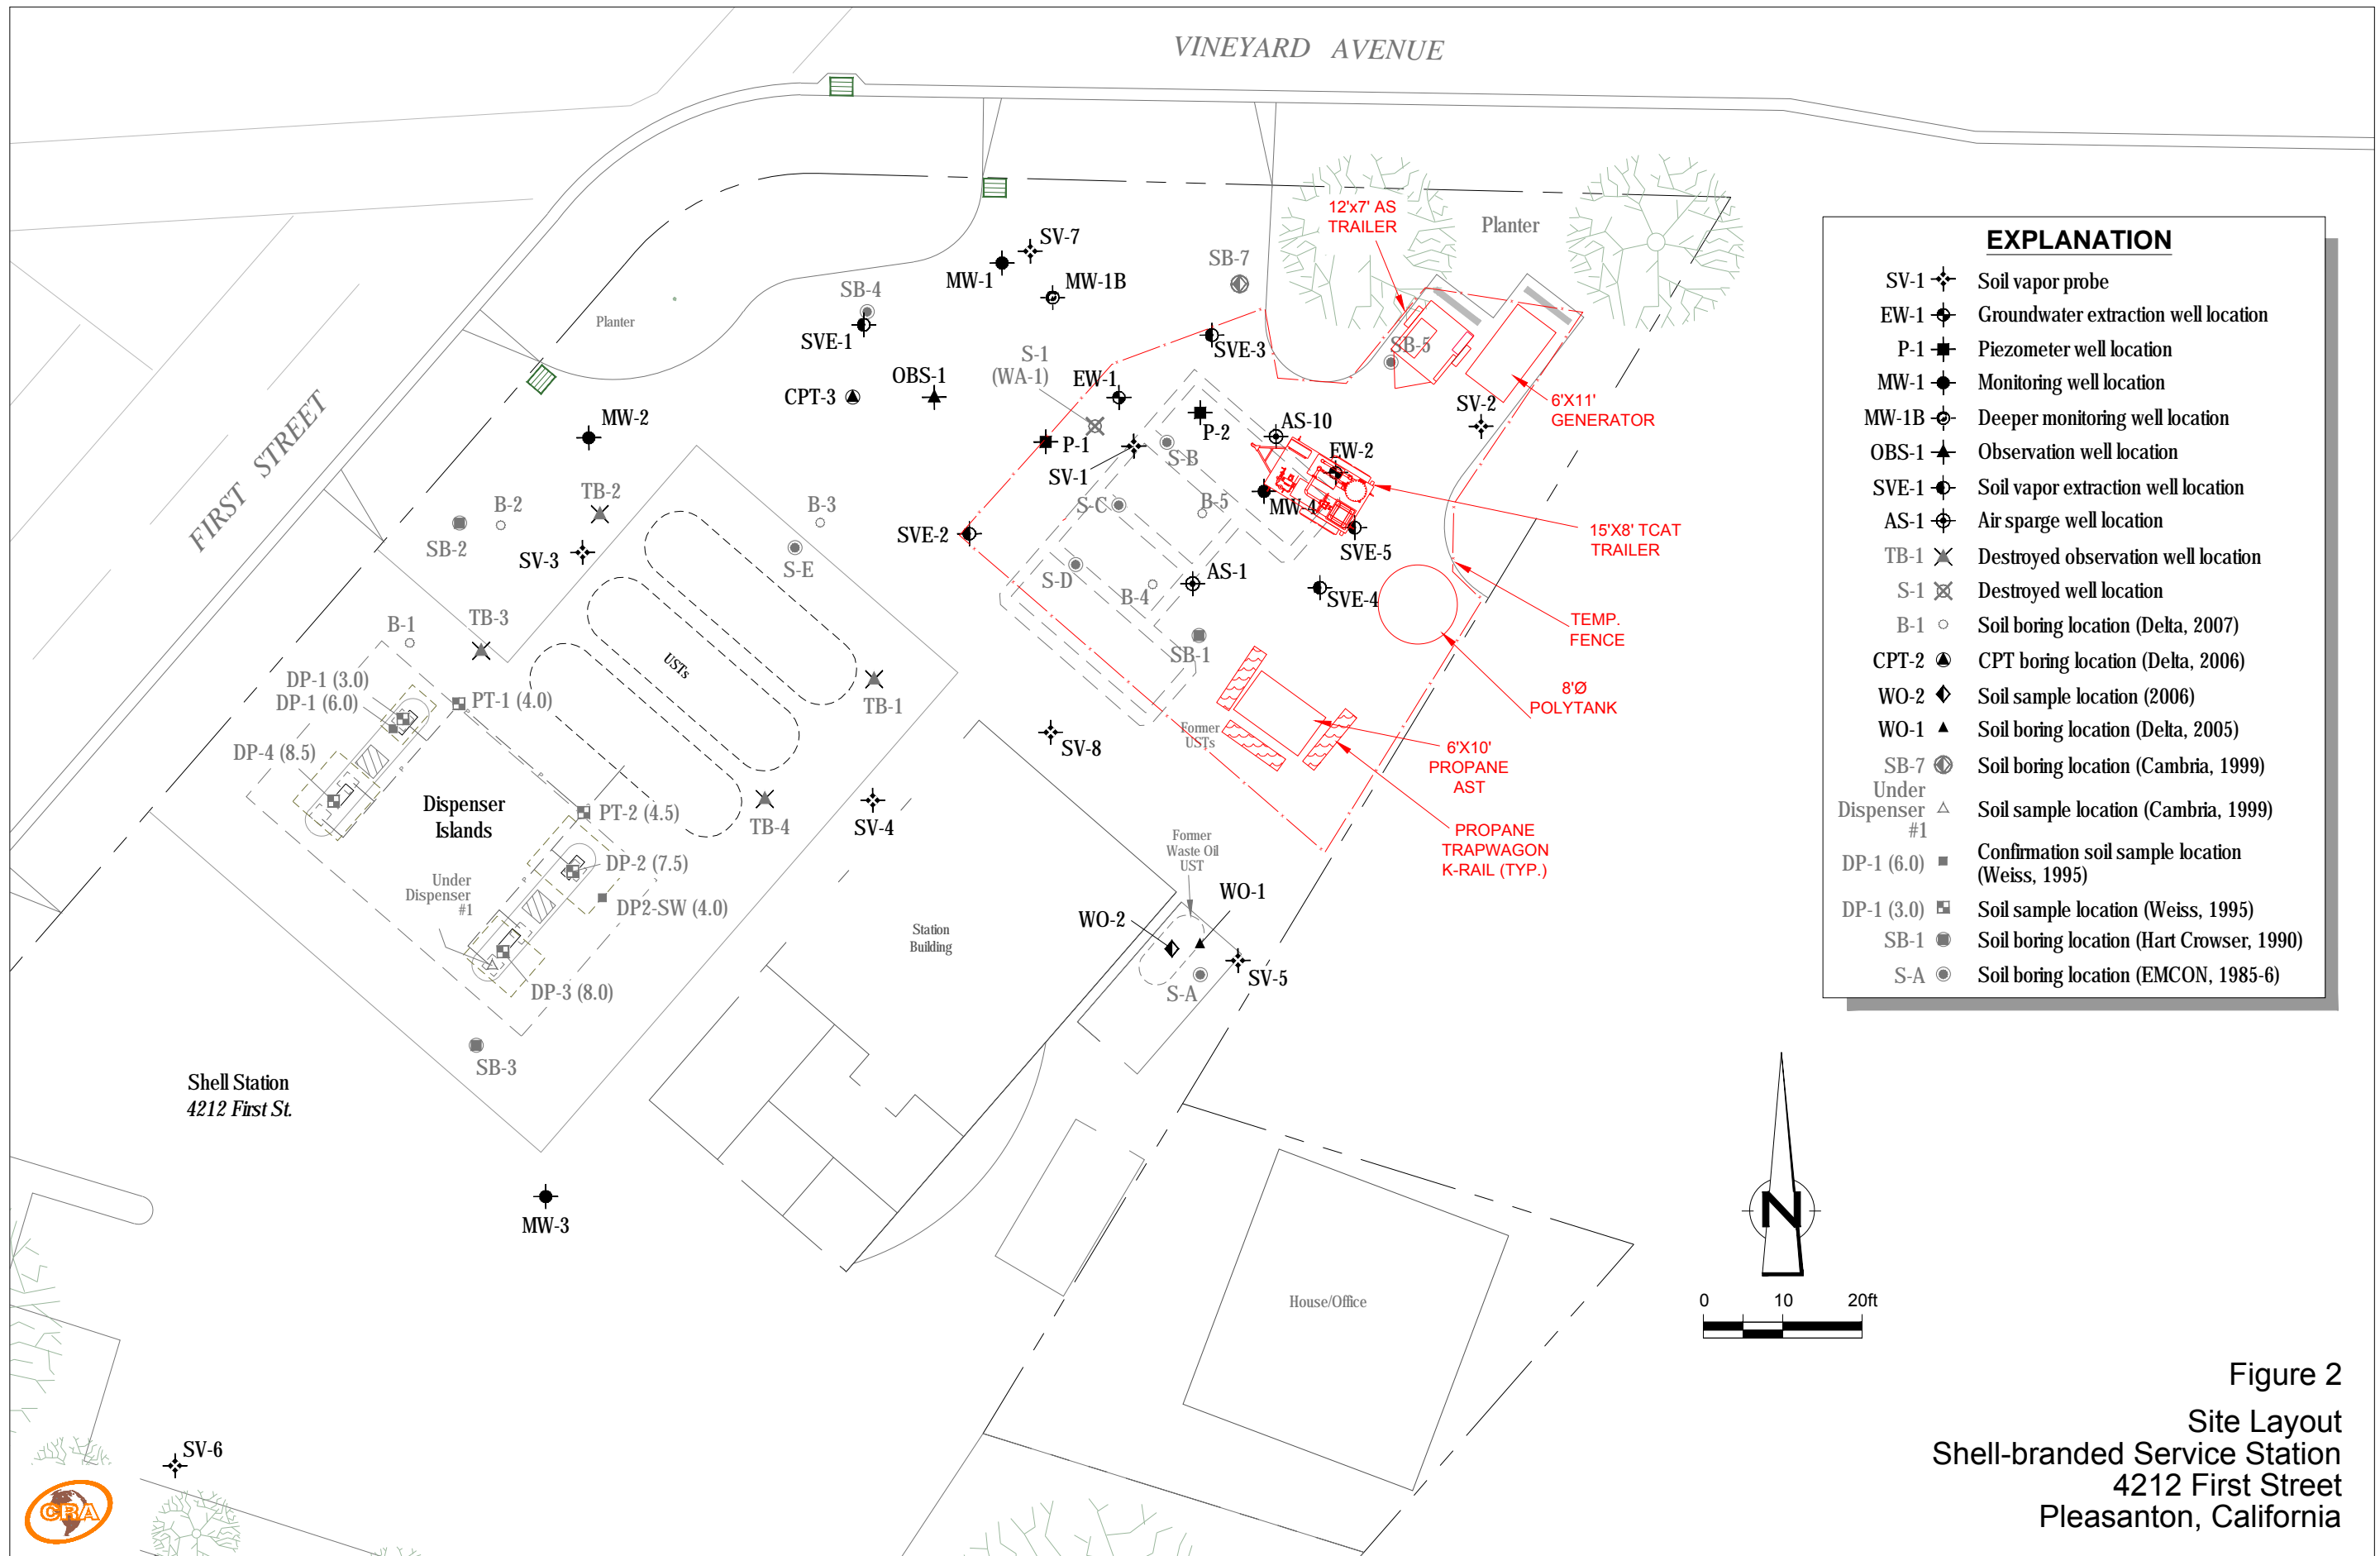 VINEYARD AVENUE
FIRST STREET
12'x7' AS
TRAILER
Planter
SV-7
MW-1
MW-1B
SB-7
SB-4
Planter
SVE-1
SVE-3
SB-5
S-1
(WA-1)
EW-1
OBS-1
CPT-3
6'X11'
GENERATOR
SV-2
MW-2
P-1
P-2
AS-10
EW-2
S-B
SV-1
TB-2
B-2
B-3
SB-2
S-C
B-5
MW-4
SVE-2
SV-3
S-E
SVE-5
15'X8' TCAT
TRAILER
S-D
AS-1
B-4
SVE-4
TB-3
B-1
TEMP.
FENCE
SB-1
USTs
DP-1 (3.0)
DP-1 (6.0)
PT-1 (4.0)
TB-1
8'Ø
POLYTANK
Former
USTs
SV-8
DP-4 (8.5)
6'X10'
PROPANE
AST
Dispenser
Islands
PT-2 (4.5)
TB-4
SV-4
PROPANE
TRAPWAGON
K-RAIL (TYP.)
Former
Waste Oil
UST
DP-2 (7.5)
Under
Dispenser
#1
DP2-SW (4.0)
WO-1
WO-2
Station
Building
SV-5
S-A
DP-3 (8.0)
SB-3
Shell Station
4212 First St.
MW-3
House/Office
SV-6
CRA
EXPLANATION
SV-1 Soil vapor probe
EW-1 Groundwater extraction well location
P-1 Piezometer well location
MW-1 Monitoring well location
MW-1B Deeper monitoring well location
OBS-1 Observation well location
SVE-1 Soil vapor extraction well location
AS-1 Air sparge well location
TB-1 Destroyed observation well location
S-1 Destroyed well location
B-1 Soil boring location (Delta, 2007)
CPT-2 CPT boring location (Delta, 2006)
WO-2 Soil sample location (2006)
WO-1 Soil boring location (Delta, 2005)
SB-7 Soil boring location (Cambria, 1999)
Under
Dispenser Soil sample location (Cambria, 1999)
#1
DP-1 (6.0) Confirmation soil sample location
(Weiss, 1995)
DP-1 (3.0) Soil sample location (Weiss, 1995)
SB-1 Soil boring location (Hart Crowser, 1990)
S-A Soil boring location (EMCON, 1985-6)
N
0 10 20ft
Figure 2
Site Layout
Shell-branded Service Station
4212 First Street
Pleasanton, California